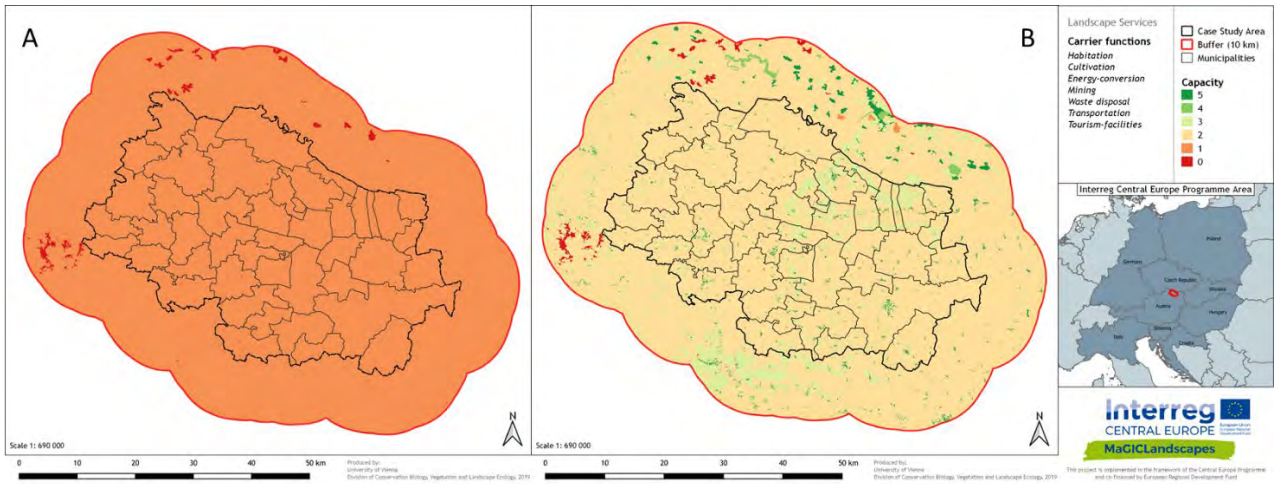 A
N
Scale 1: 690 000
0 10 20 30 40 50 km
Produced by:
University of Vienna
Division of Conservation Biology, Vegetation and Landscape Ecology, 2019
B
N
Scale 1: 690 000
0 10 20 30 40 50 km
Produced by:
University of Vienna
Division of Conservation Biology, Vegetation and Landscape Ecology, 2019
Landscape Services
Carrier functions
Habitation
Cultivation
Energy-conversion
Mining
Waste disposal
Transportation
Tourism-facilities
Case Study Area
Buffer (10 km)
Municipalities
Capacity
5
4
3
2
1
0
Interreg Central Europe Programme Area
Poland
Germany
Czech Republic
Slovakia
Austria
Hungary
Slovenia
Italy
Croatia
Interreg
CENTRAL EUROPE
European Union
European Regional
Development Fund
MaGICLandscapes
This project is implemented in the framework of the Central Europe Programme
and co-financed by European Regional Development Fund